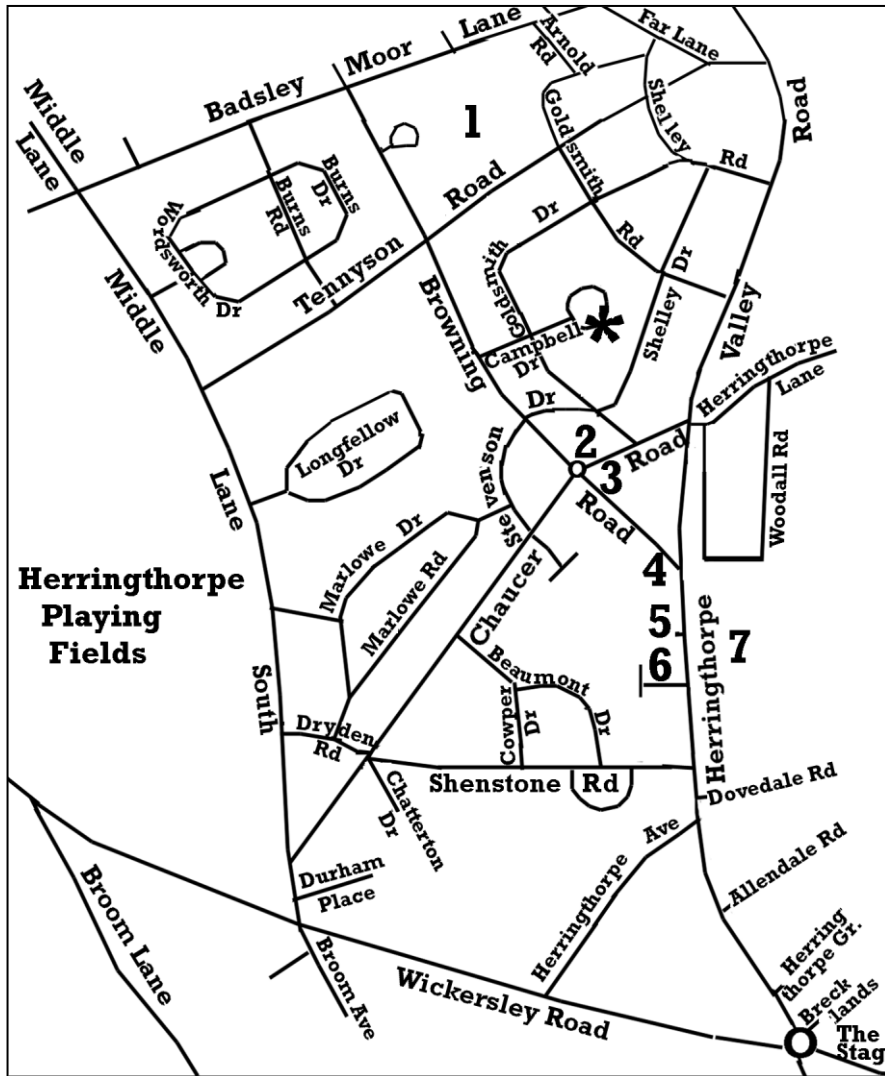 Badsley Moor Lane
Arnold
Rd
Far Lane
Middle
Lane
1
Goldsmith
Rd
Shelley
Rd
Herringthorpe Valley Road
Burns
Dr
Burns
Rd
Wordsworth
Dr
Tennyson Road
Goldsmith
Dr
Shelley Dr
Middle Lane South
Browning Road
Campbell
Dr
*
Herringthorpe
Lane
Woodall Rd
Longfellow
Dr
Stevenson Dr
2
3
Chaucer Road
Marlowe Dr
Marlowe Rd
4
Herringthorpe
Playing
Fields
5
6
7
Beaumont
Dr
Cowper
Dr
Dryden
Rd
Shenstone Rd
Chatterton
Dr
Dovedale Rd
Durham
Place
Herringthorpe Ave
Allendale Rd
Broom Lane
Broom Ave
Wickersley Road
Herring
thorpe Gr.
Breck
lands
The
Stag